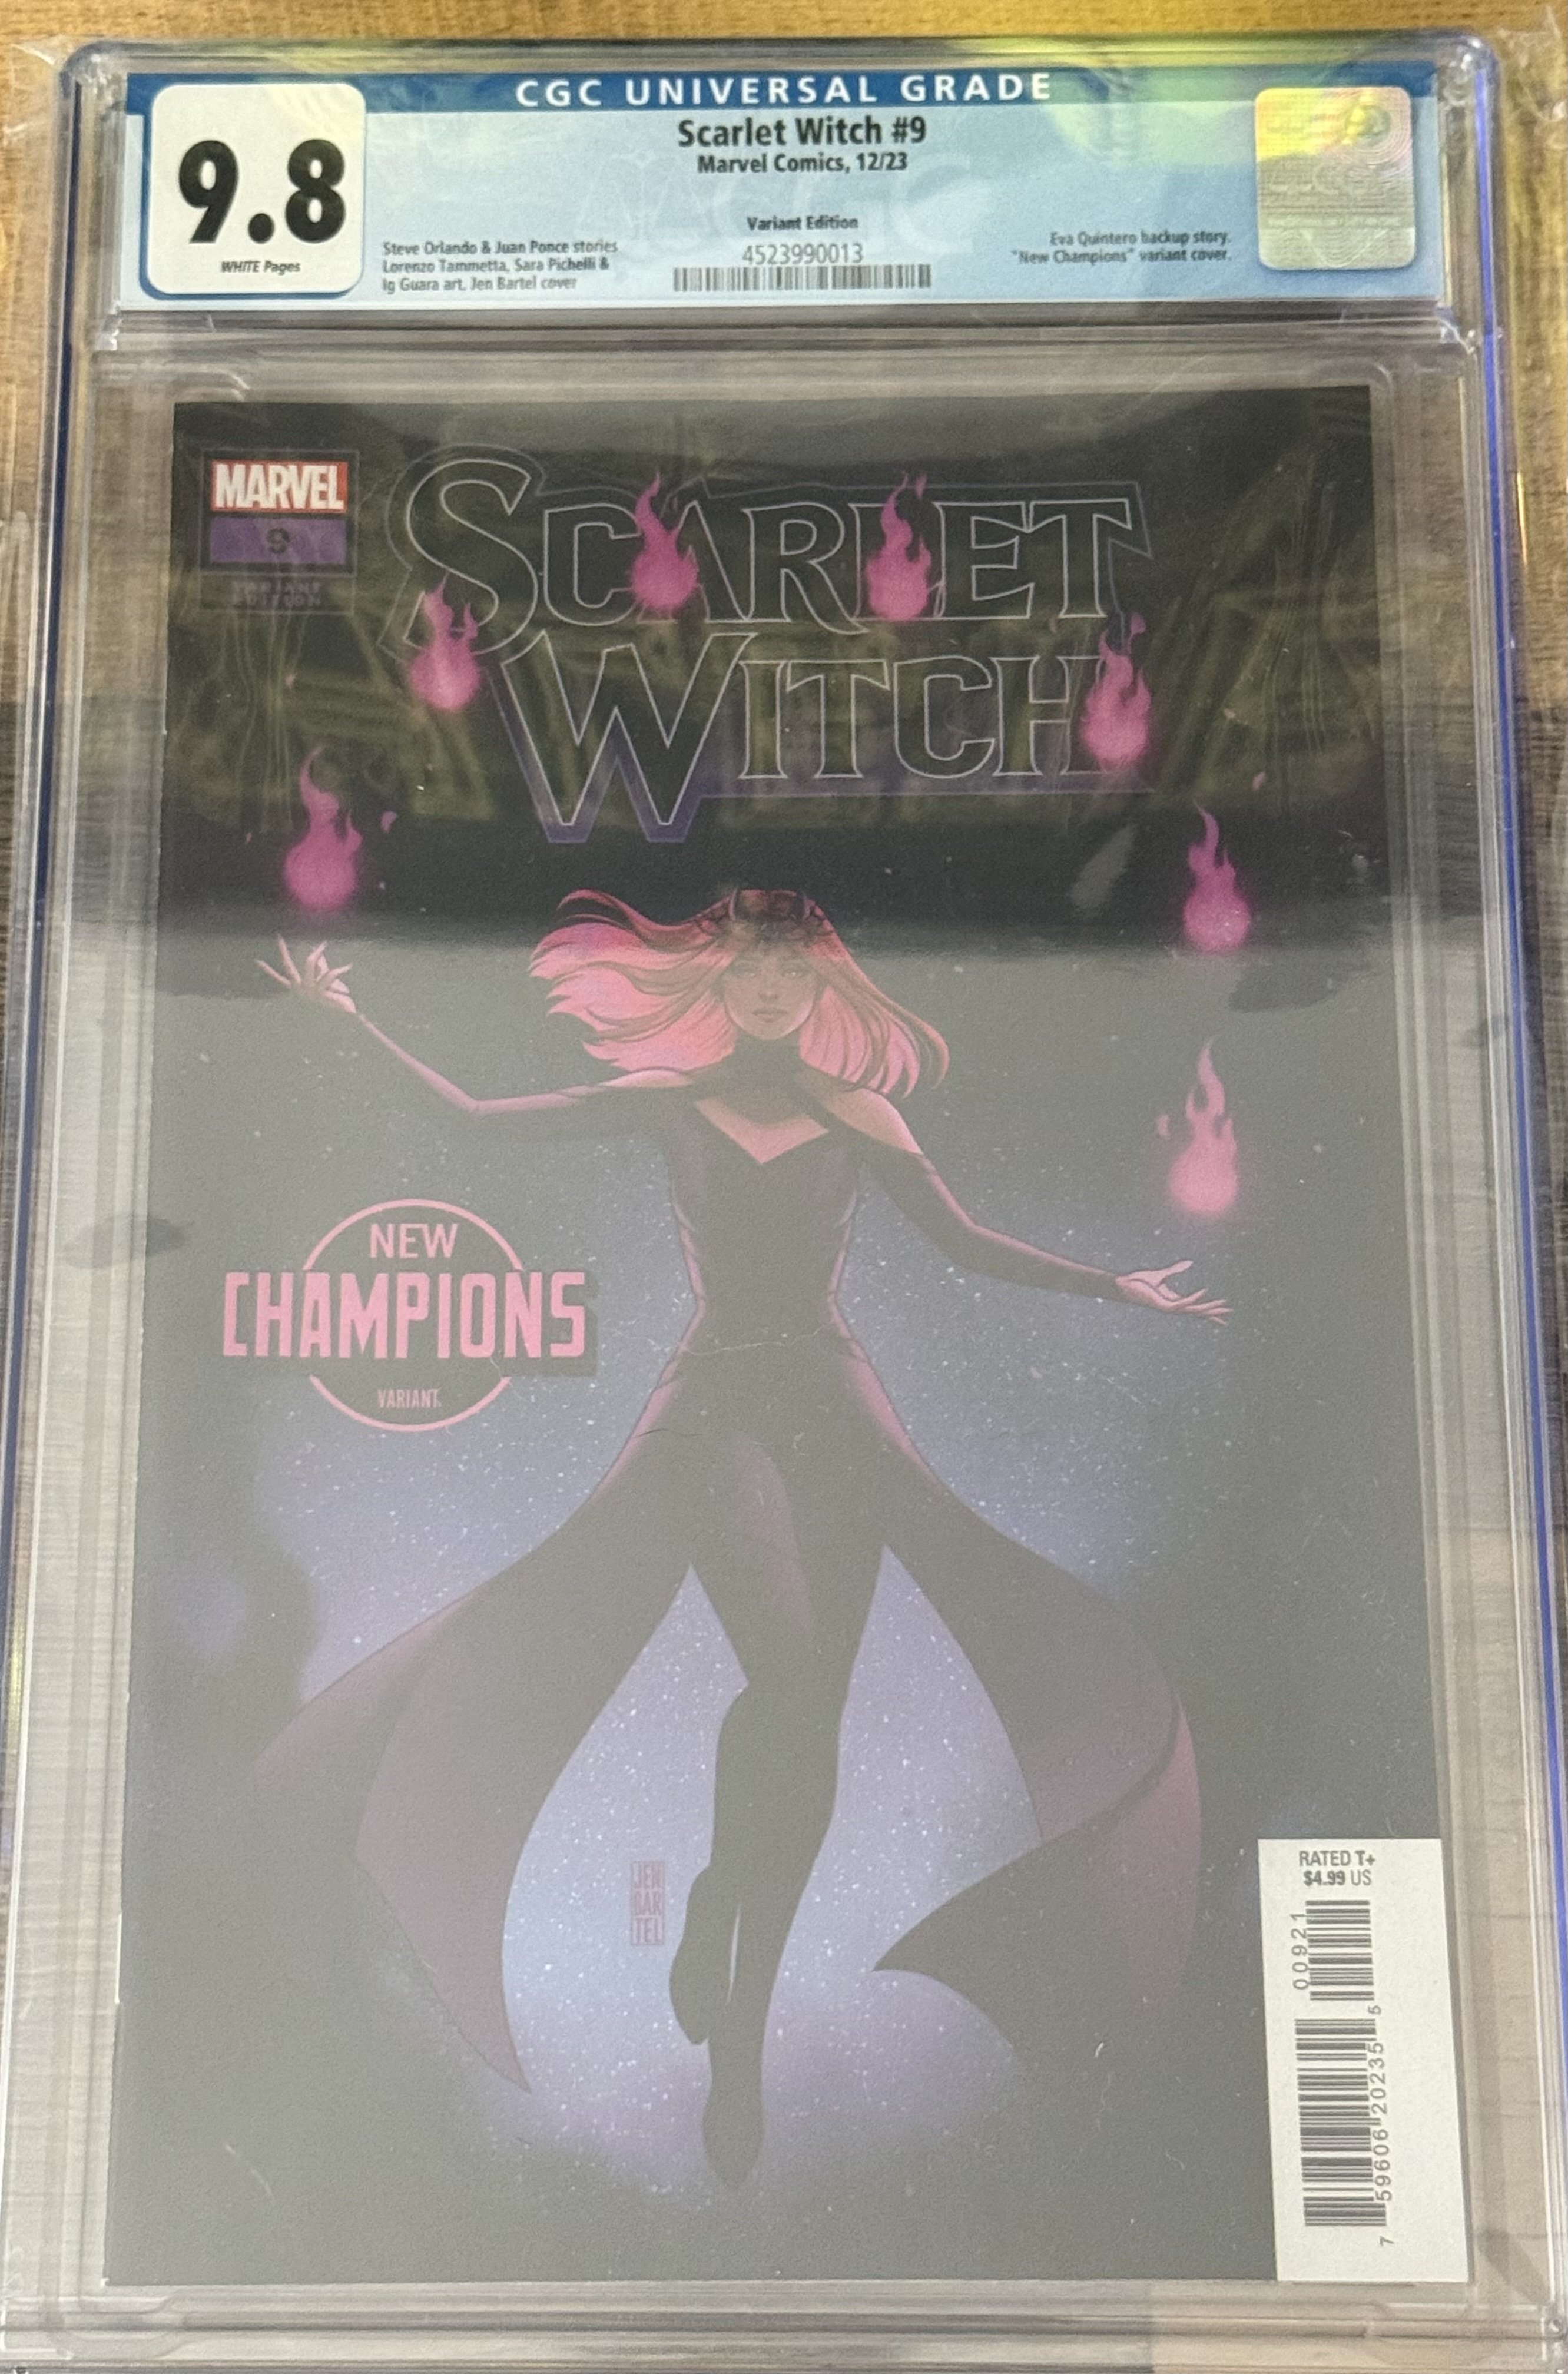 CGC UNIVERSAL GRADE
9.8
WHITE Pages
Scarlet Witch #9
Marvel Comics, 12/23
Variant Edition
4523990013
Steve Orlando & Juan Ponce stories
Lorenzo Tammetta, Sara Pichelli &
Ig Guara art, Jen Bartel cover
Eva Quintero backup story.
"New Champions" variant cover.
MARVEL
9
VARIANT
EDITION
SCARLET
WITCH
NEW
CHAMPIONS
VARIANT
JEN
BAR
TEL
RATED T+
$4.99 US
00921
7 59606 20235 5